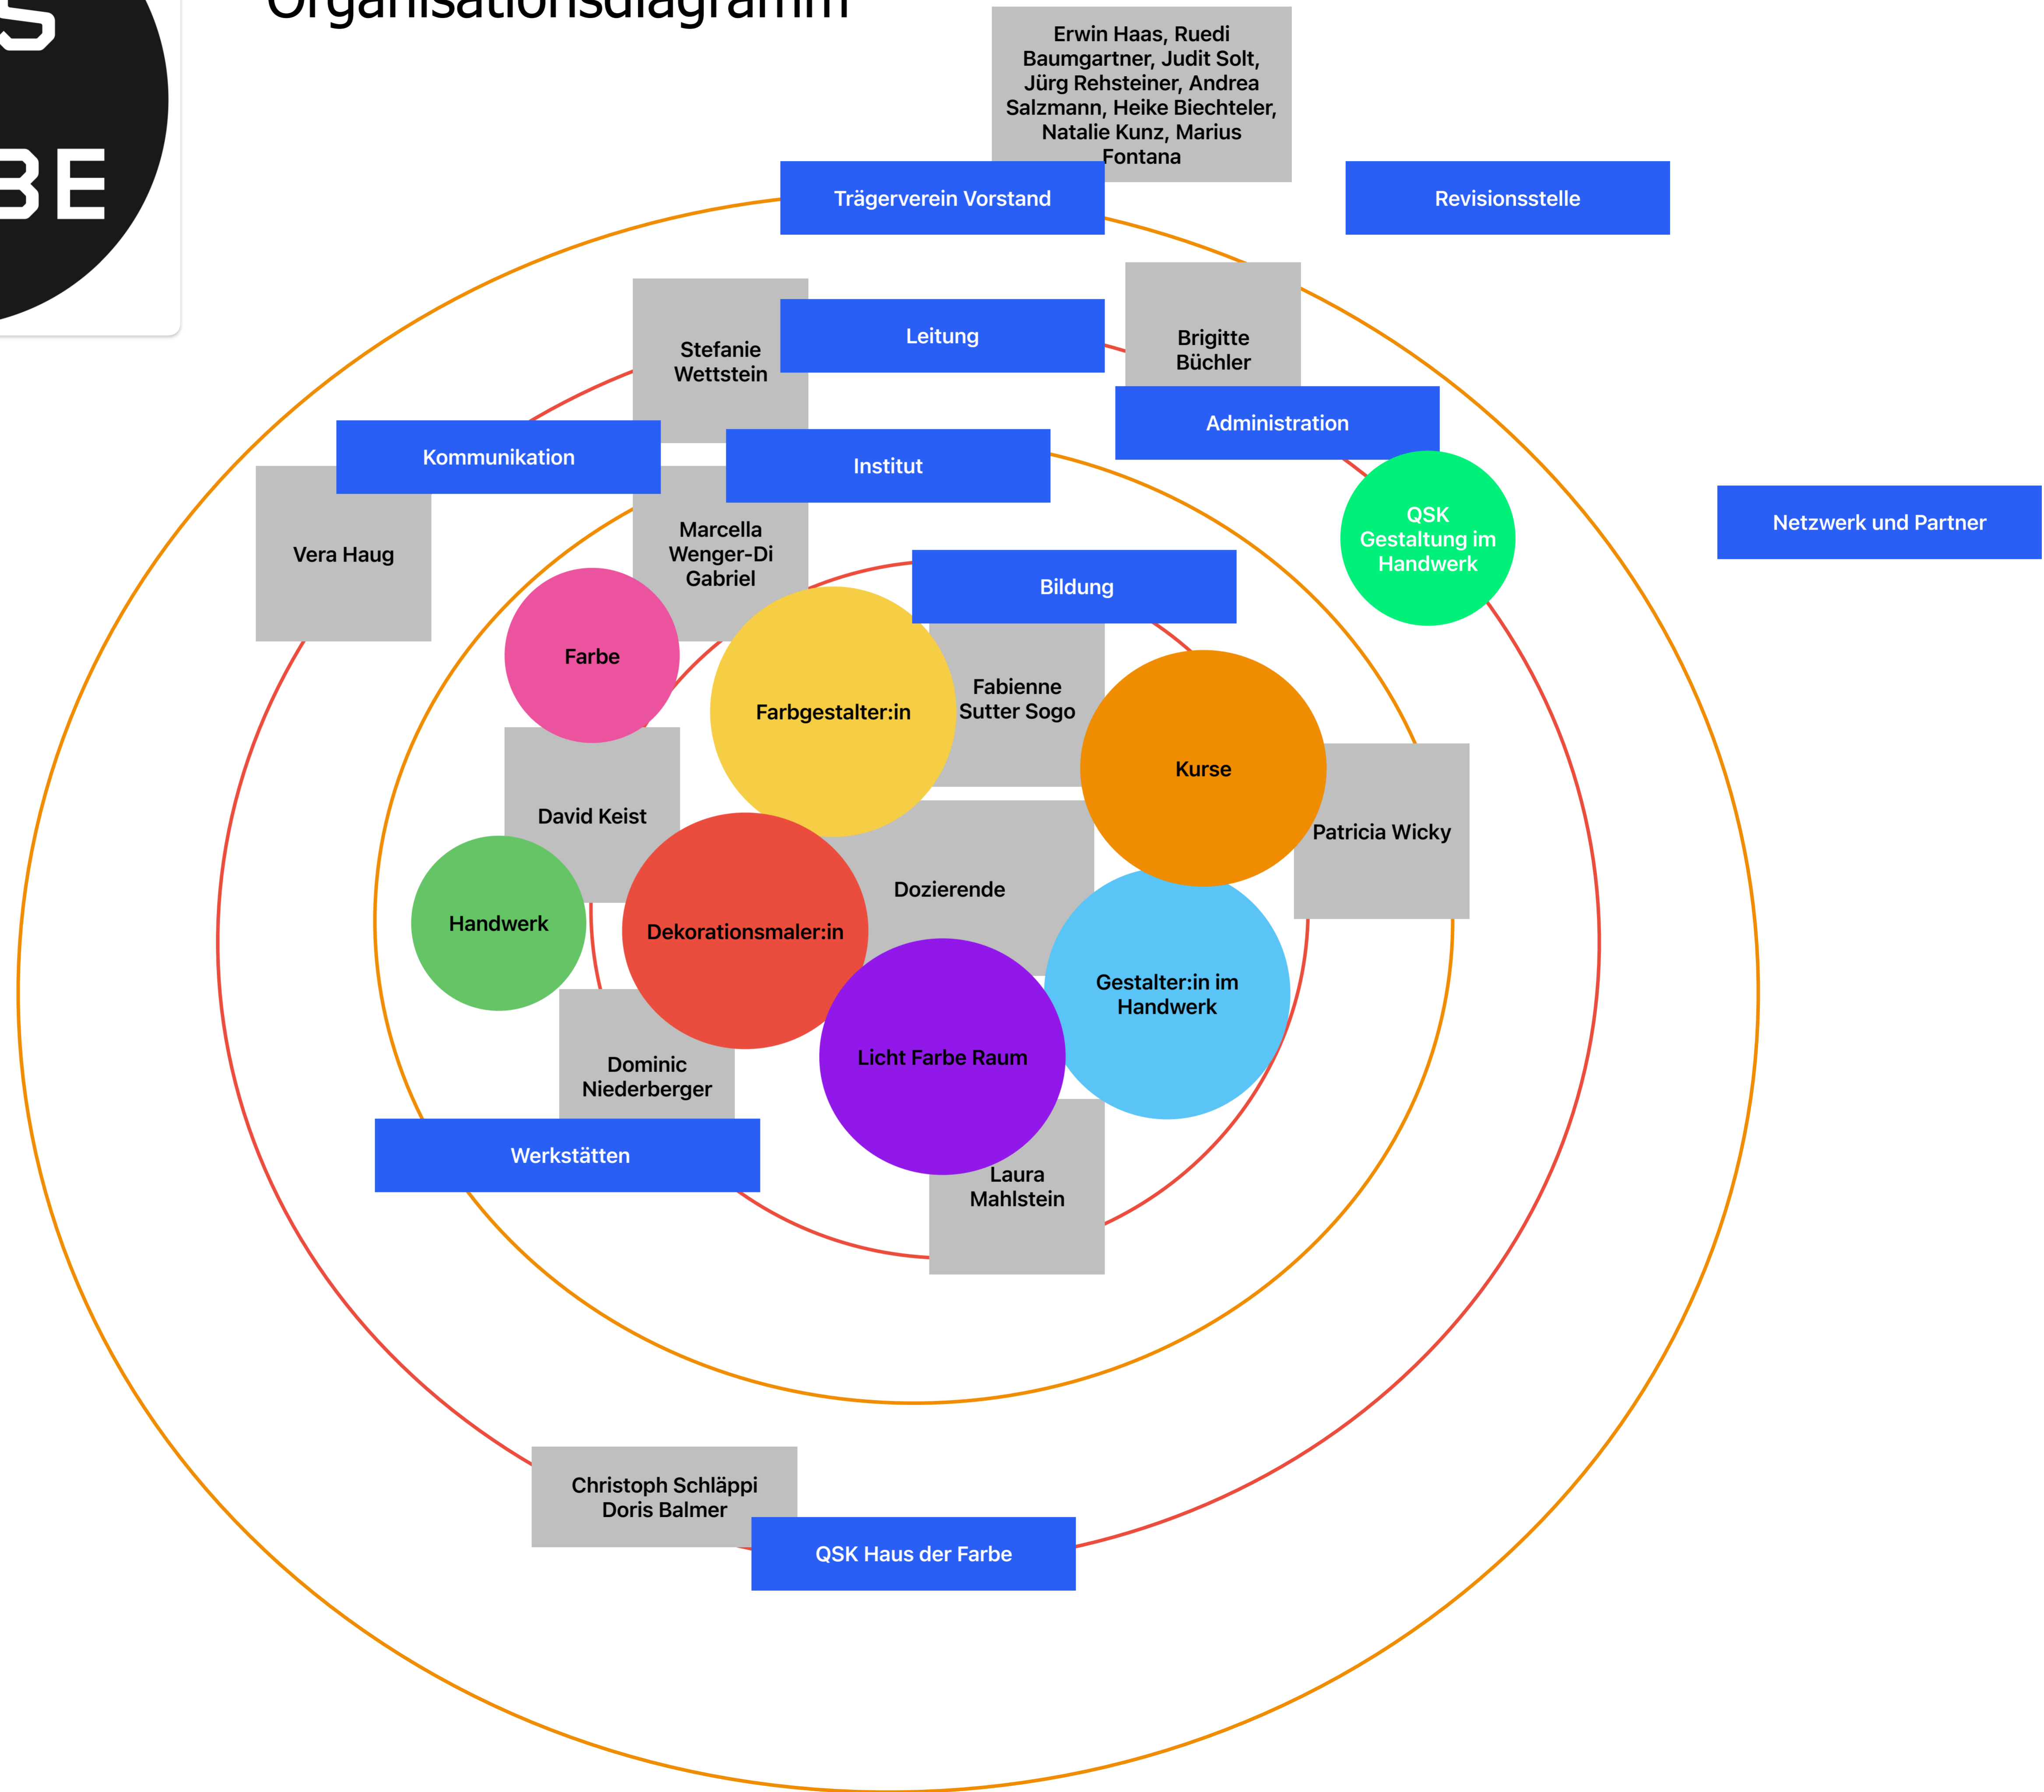 Organisationsdiagramm
S
BE
Erwin Haas, Ruedi
Baumgartner, Judit Solt,
Jürg Rehsteiner, Andrea
Salzmann, Heike Biechteler,
Natalie Kunz, Marius
Fontana
Trägerverein Vorstand
Revisionsstelle
Stefanie
Wettstein
Leitung
Brigitte
Büchler
Administration
Kommunikation
Institut
Vera Haug
Marcella
Wenger-Di
Gabriel
QSK
Gestaltung im
Handwerk
Netzwerk und Partner
Bildung
Farbe
Farbgestalter:in
Fabienne
Sutter Sogo
Kurse
David Keist
Patricia Wicky
Dozierende
Handwerk
Dekorationsmaler:in
Gestalter:in im
Handwerk
Licht Farbe Raum
Dominic
Niederberger
Werkstätten
Laura
Mahlstein
Christoph Schläppi
Doris Balmer
QSK Haus der Farbe